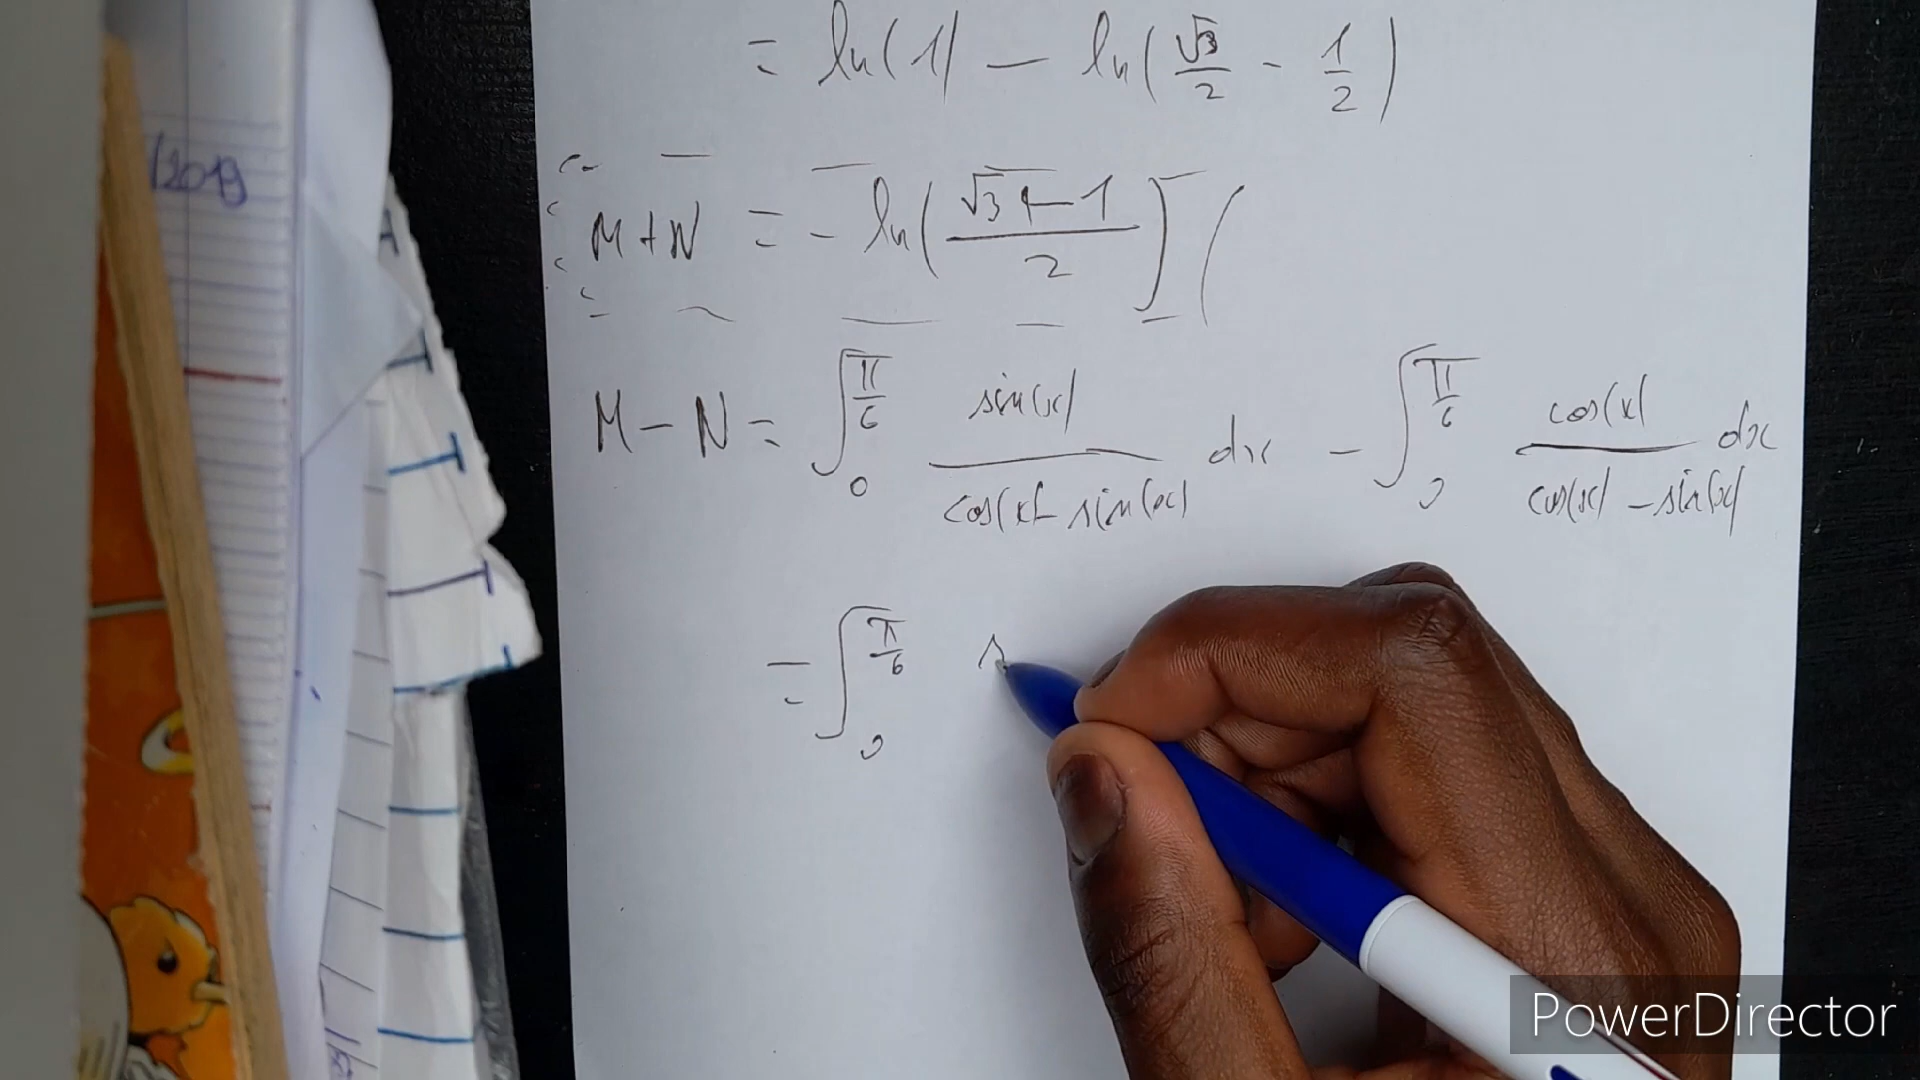 = ln(1) - ln(√3/2 - 1/2)
/2019
M+N = - ln((√3 - 1)/2)
M - N = ∫₀^(π/6) sin(x)/(cos(x) - sin(x)) dx - ∫₀^(π/6) cos(x)/(cos(x) - sin(x)) dx
= ∫₀^(π/6) s
PowerDirector